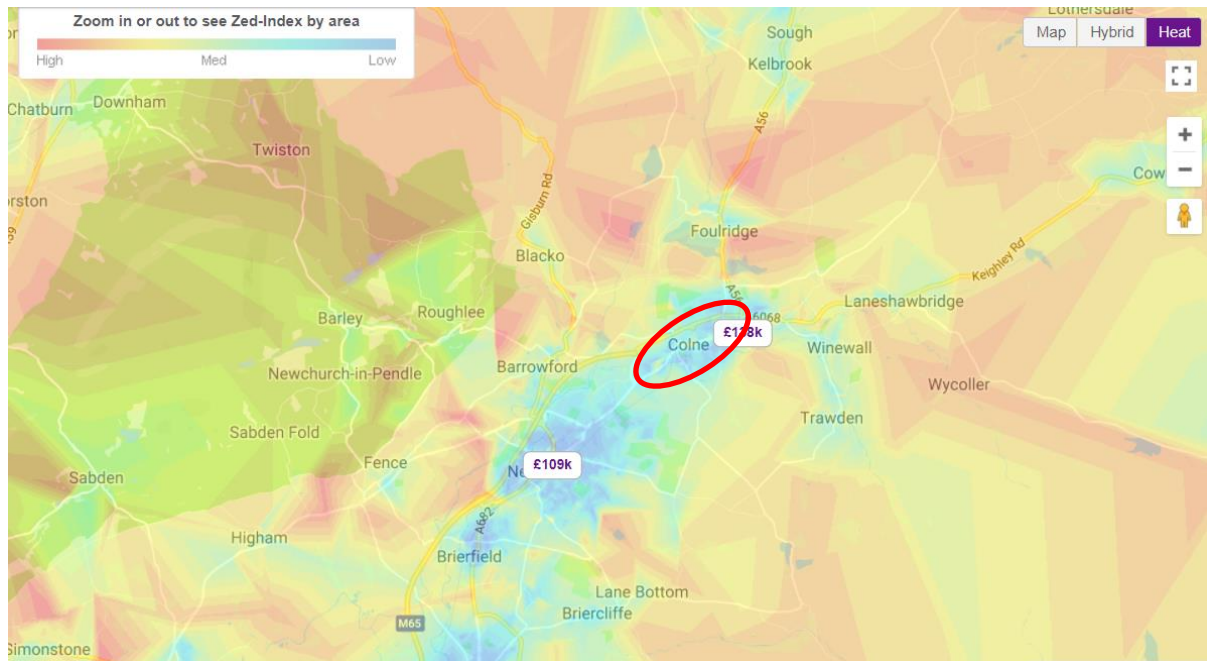 Zoom in or out to see Zed-Index by area
High Med Low
Lothersdale
Map Hybrid Heat
Sough
Kelbrook
Chatburn
Downham
A56
Twiston
Gisburn Rd
Foulridge
Blacko
Keighley Rd
Laneshawbridge
Roughlee
Barley
£138k
Colne
Winewall
Barrowford
Newchurch-in-Pendle
Wycoller
Trawden
Sabden Fold
Fence
£109k
Sabden
A682
Higham
Brierfield
Lane Bottom
Briercliffe
M65
Simonstone